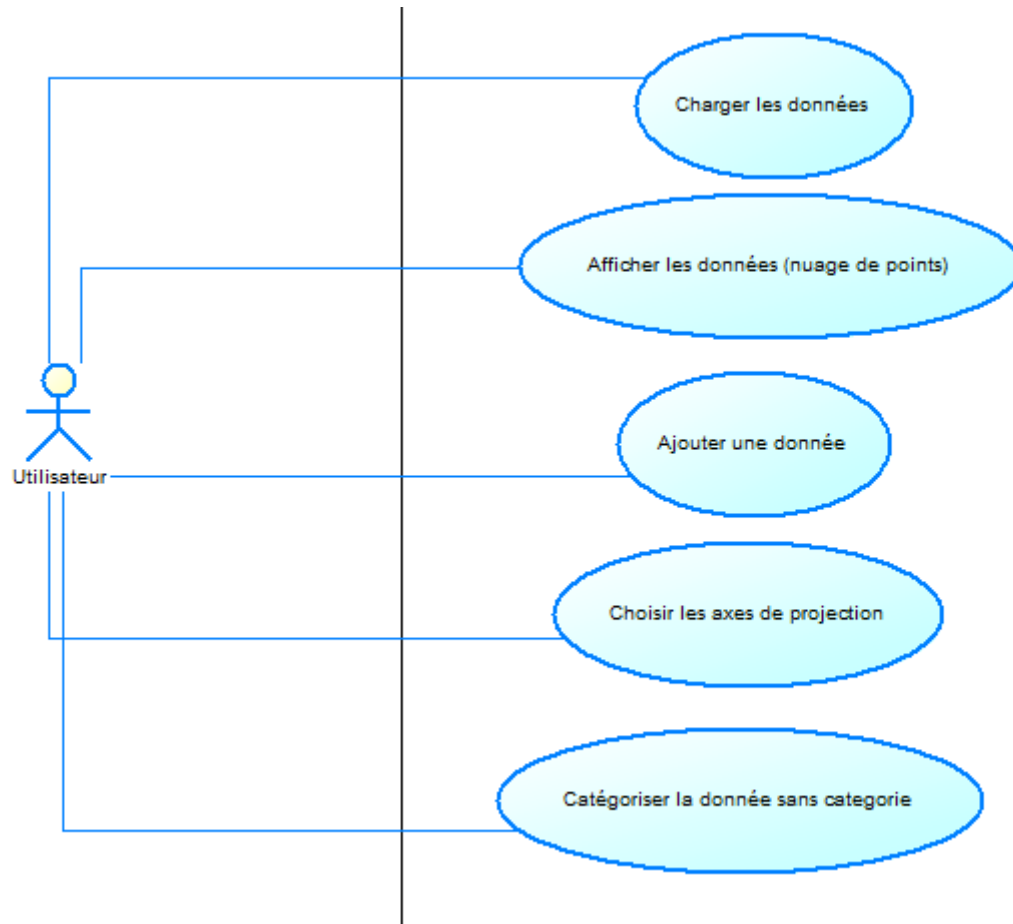 Charger les données
Afficher les données (nuage de points)
Utilisateur
Ajouter une donnée
Choisir les axes de projection
Catégoriser la donnée sans categorie